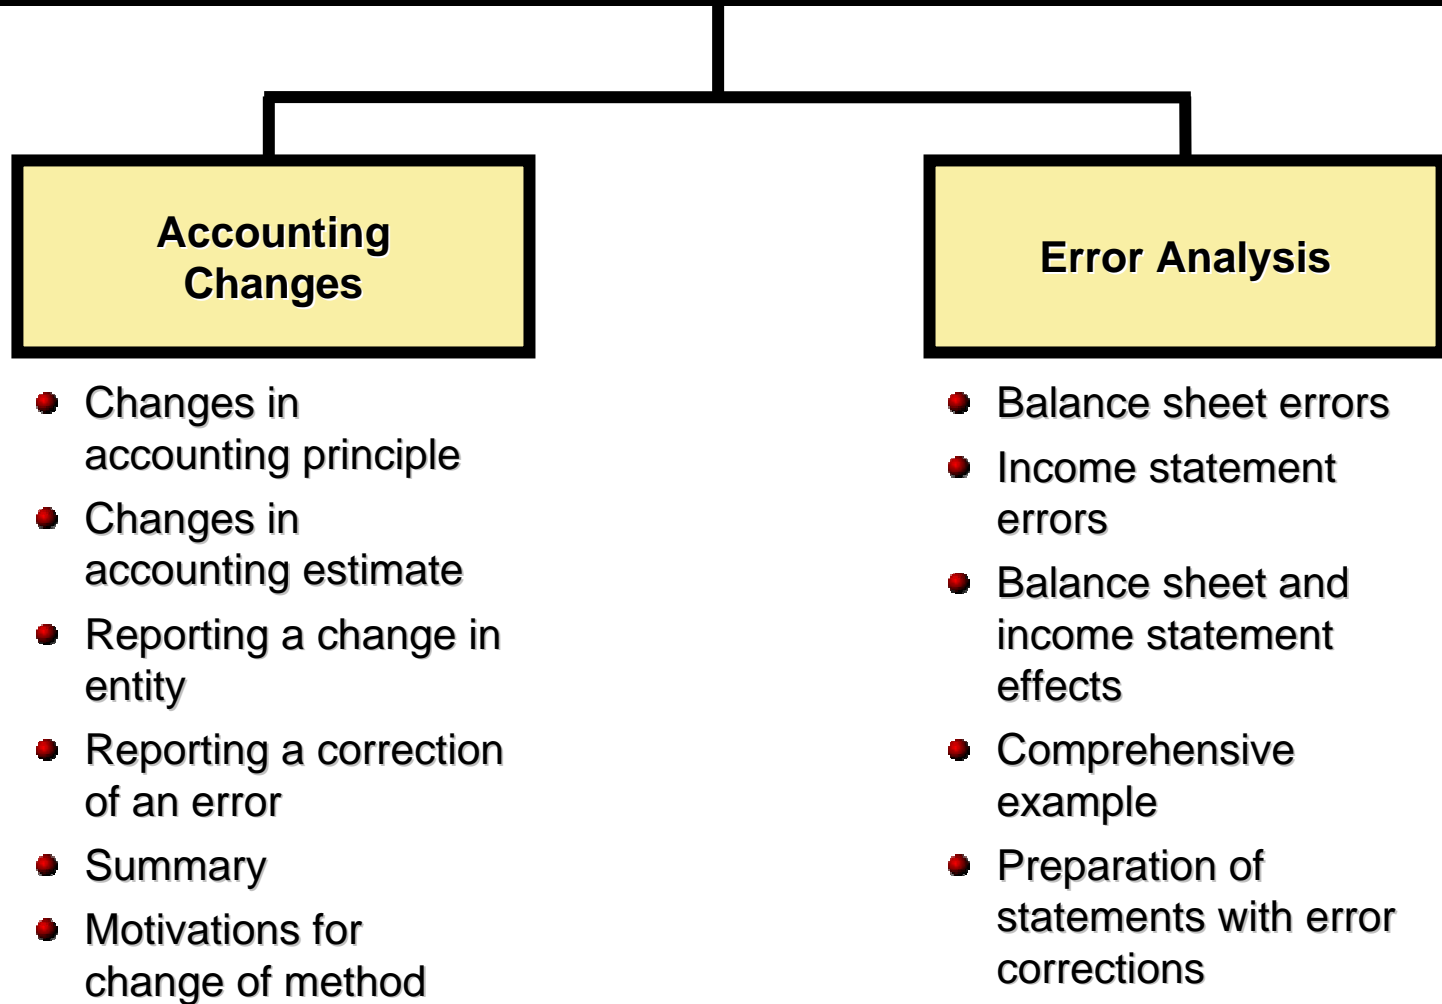 Accounting
Changes
Changes in
accounting principle
Changes in
accounting estimate
Reporting a change in
entity
Reporting a correction
of an error
Summary
Motivations for
change of method
Error Analysis
Balance sheet errors
Income statement
errors
Balance sheet and
income statement
effects
Comprehensive
example
Preparation of
statements with error
corrections